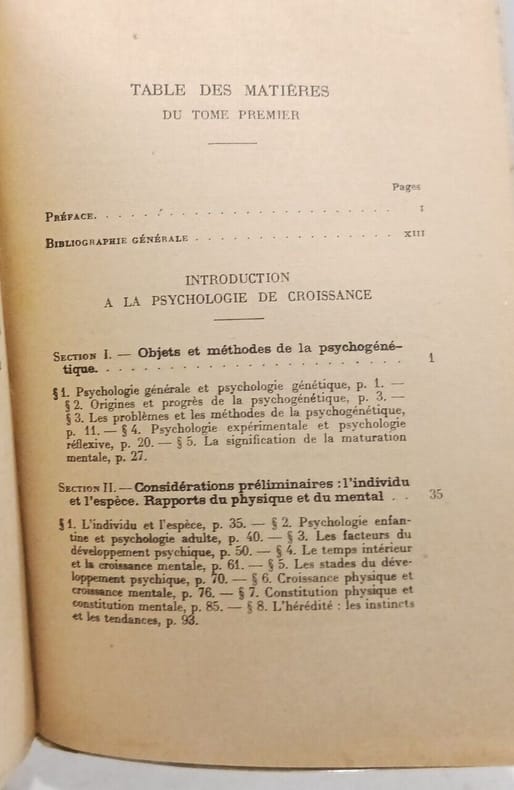 TABLE DES MATIÈRES
DU TOME PREMIER
Pages
PRÉFACE. . . . . . . . . . . . . . . . . . . . . . . . I
BIBLIOGRAPHIE GÉNÉRALE . . . . . . . . . . . . . . . . XIII
INTRODUCTION
A LA PSYCHOLOGIE DE CROISSANCE
SECTION I. — Objets et méthodes de la psychogéné-
tique. . . . . . . . . . . . . . . . . . . . . . . . 1
§ 1. Psychologie générale et psychologie génétique, p. 1. —
§ 2. Origines et progrès de la psychogénétique, p. 3. —
§ 3. Les problèmes et les méthodes de la psychogénétique,
p. 11. — § 4. Psychologie expérimentale et psychologie
réflexive, p. 20. — § 5. La signification de la maturation
mentale, p. 27.
SECTION II. — Considérations préliminaires : l'individu
et l'espèce. Rapports du physique et du mental . . 35
§ 1. L'individu et l'espèce, p. 35. — § 2. Psychologie enfan-
tine et psychologie adulte, p. 40. — § 3. Les facteurs du
développement psychique, p. 50. — § 4. Le temps intérieur
et la croissance mentale, p. 61. — § 5. Les stades du déve-
loppement psychique, p. 70. — § 6. Croissance physique et
croissance mentale, p. 76. — § 7. Constitution physique et
constitution mentale, p. 85. — § 8. L'hérédité : les instincts
et les tendances, p. 93.